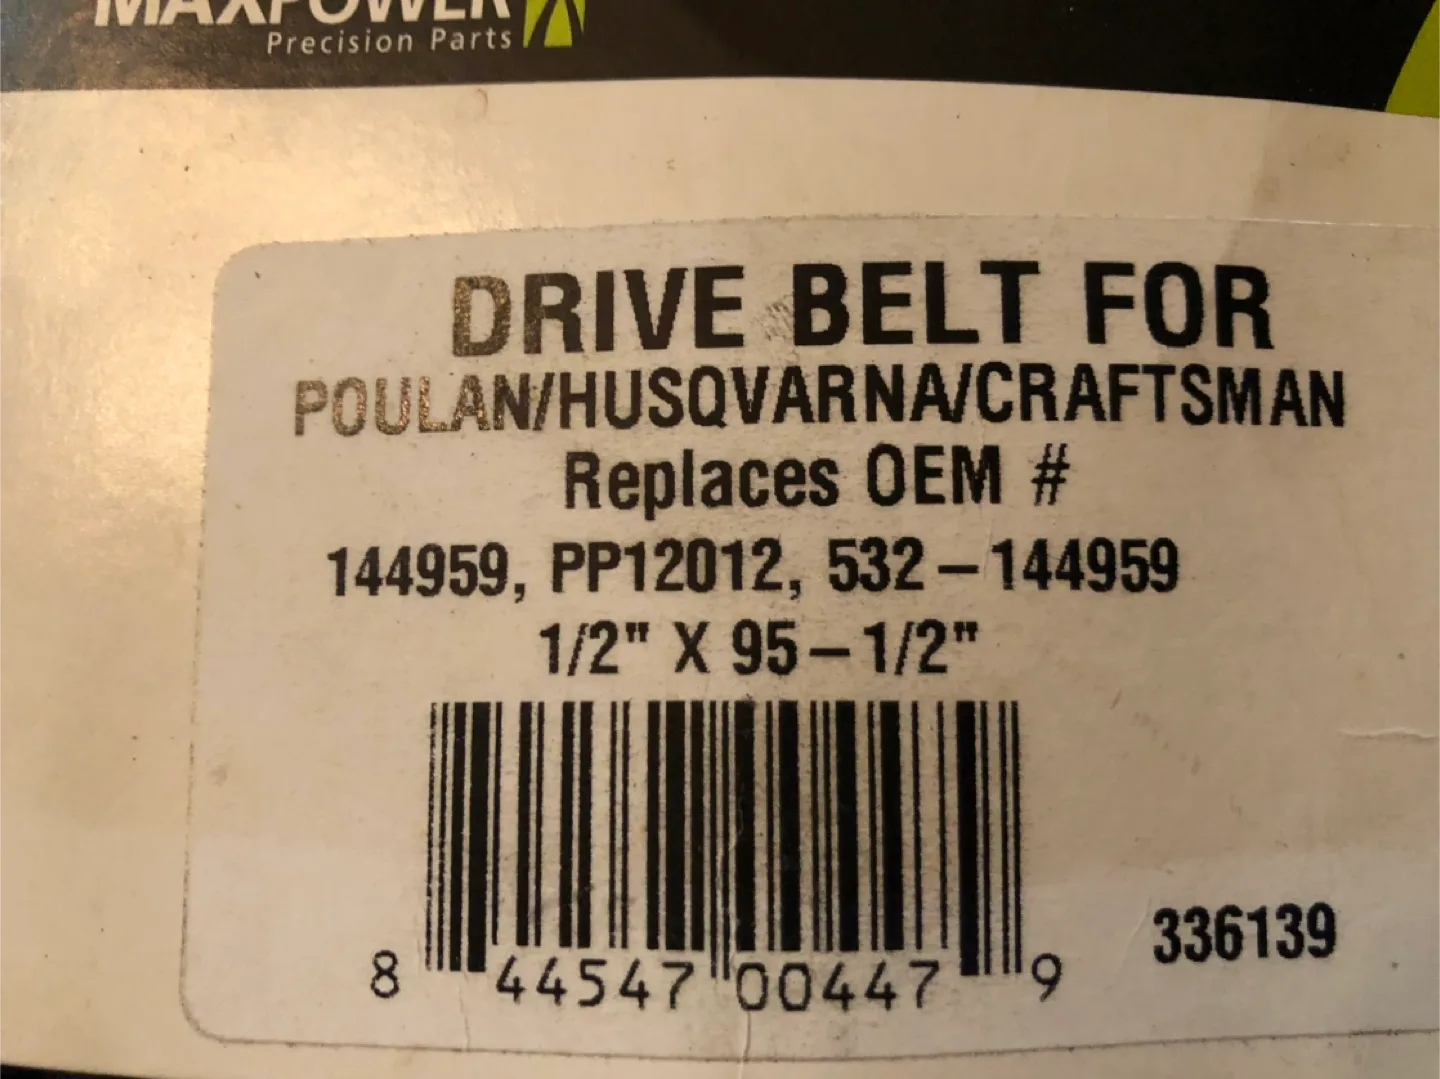 MAXPOWER
Precision Parts
DRIVE BELT FOR
POULAN/HUSQVARNA/CRAFTSMAN
Replaces OEM #
144959, PP12012, 532–144959
1/2" X 95–1/2"
336139
8 44547 00447 9